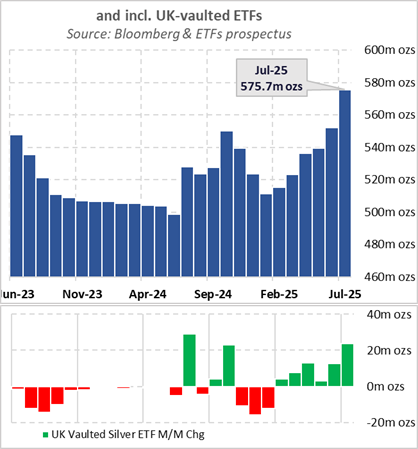 and incl. UK-vaulted ETFs
Source: Bloomberg & ETFs prospectus
600m ozs
Jul-25
575.7m ozs
580m ozs
560m ozs
540m ozs
520m ozs
500m ozs
480m ozs
460m ozs
un-23 Nov-23 Apr-24 Sep-24 Feb-25 Jul-25
40m ozs
20m ozs
0m ozs
-20m ozs
UK Vaulted Silver ETF M/M Chg